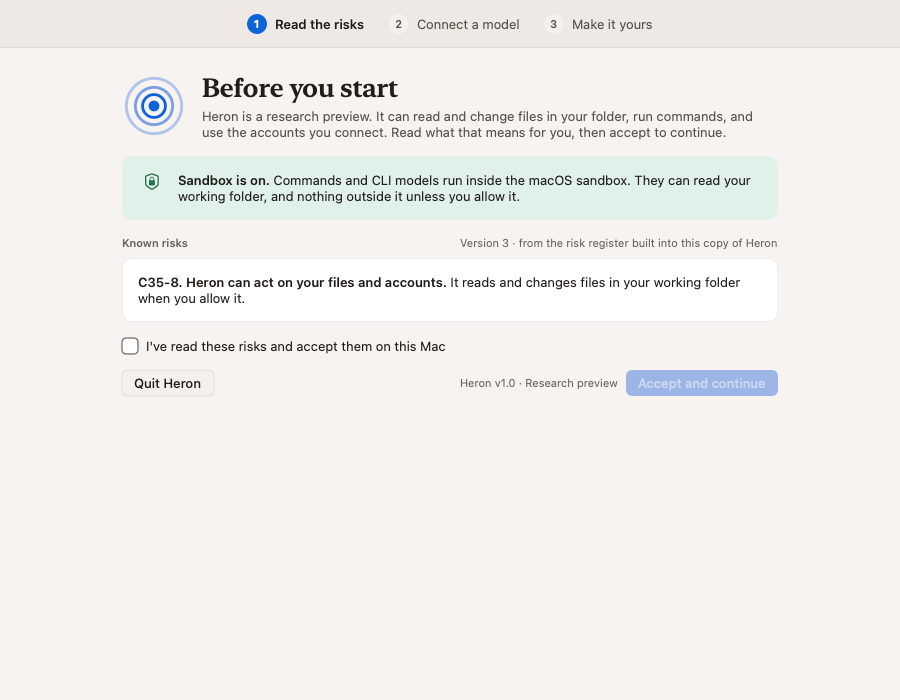 1 Read the risks 2 Connect a model 3 Make it yours
Before you start
Heron is a research preview. It can read and change files in your folder, run commands, and
use the accounts you connect. Read what that means for you, then accept to continue.
Sandbox is on. Commands and CLI models run inside the macOS sandbox. They can read your
working folder, and nothing outside it unless you allow it.
Known risks Version 3 · from the risk register built into this copy of Heron
C35-8. Heron can act on your files and accounts. It reads and changes files in your working folder
when you allow it.
I've read these risks and accept them on this Mac
Quit Heron Heron v1.0 · Research preview Accept and continue